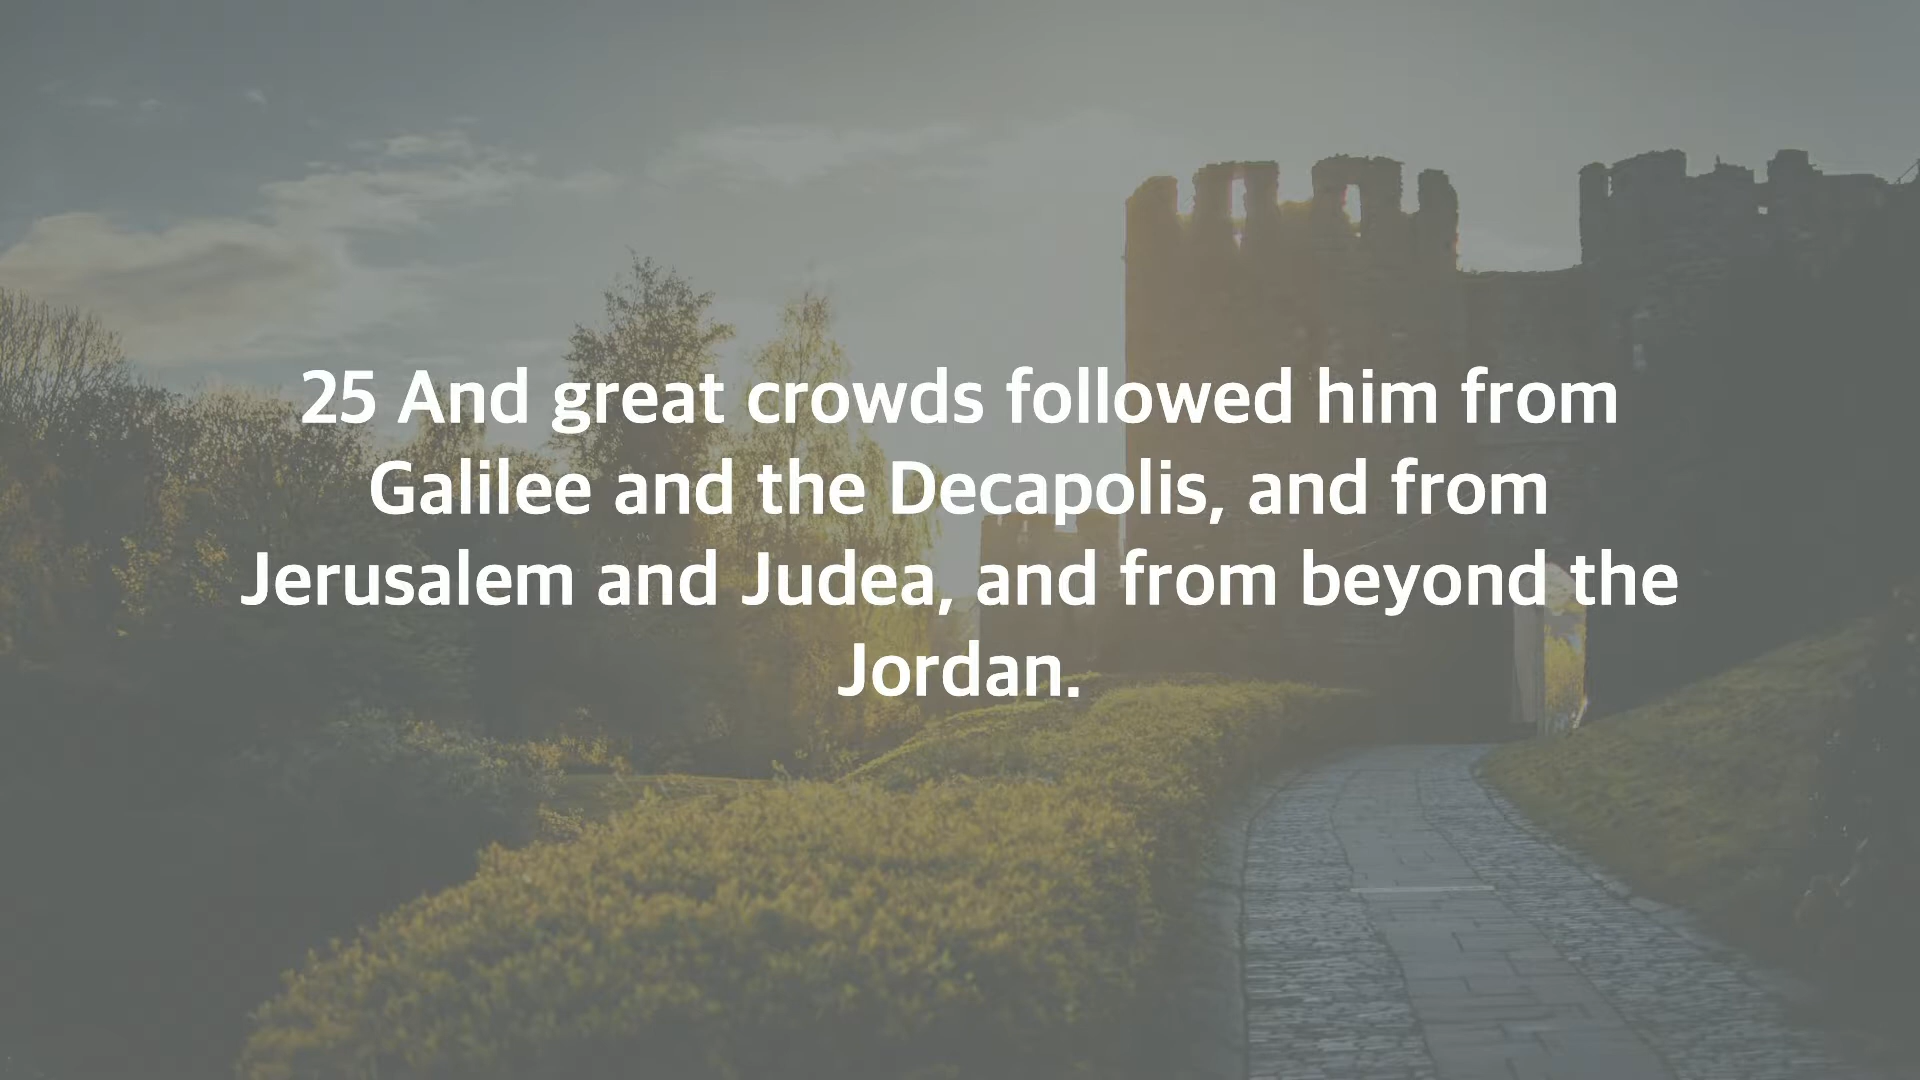 25 And great crowds followed him from
Galilee and the Decapolis, and from
Jerusalem and Judea, and from beyond the
Jordan.